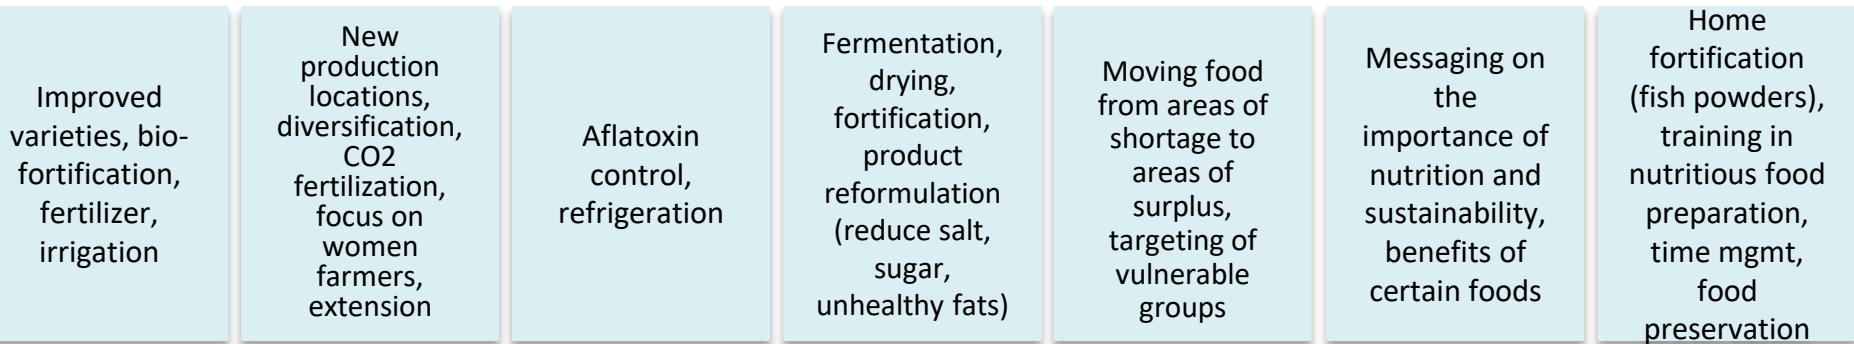 Improved
varieties, bio-
fortification,
fertilizer,
irrigation
New
production
locations,
diversification,
CO2
fertilization,
focus on
women
farmers,
extension
Aflatoxin
control,
refrigeration
Fermentation,
drying,
fortification,
product
reformulation
(reduce salt,
sugar,
unhealthy fats)
Moving food
from areas of
shortage to
areas of
surplus,
targeting of
vulnerable
groups
Messaging on
the
importance of
nutrition and
sustainability,
benefits of
certain foods
Home
fortification
(fish powders),
training in
nutritious food
preparation,
time mgmt,
food
preservation